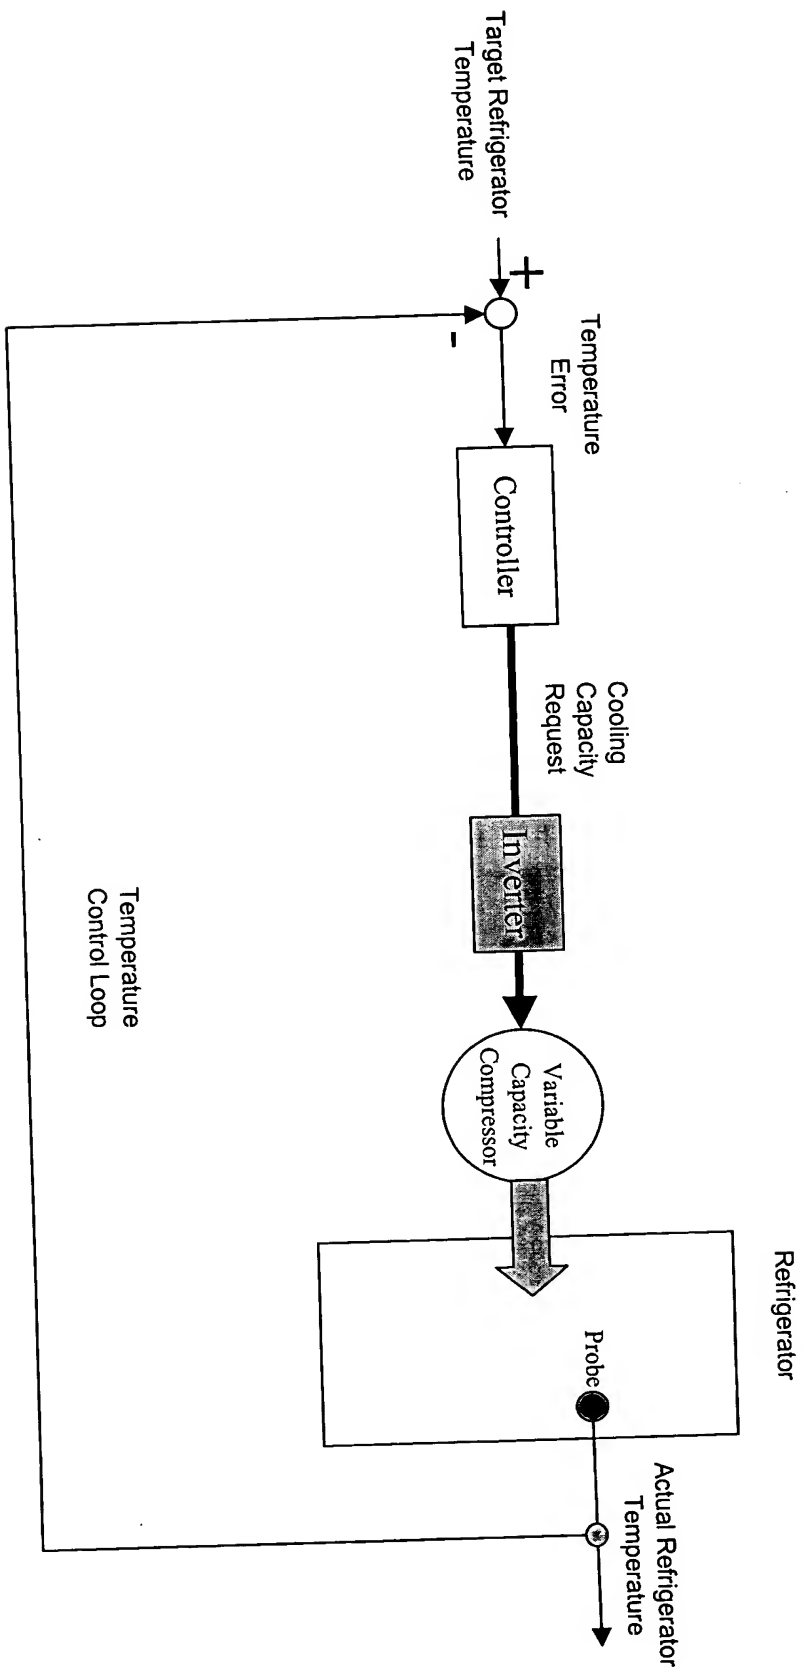 Target Refrigerator
Temperature
+
-
Temperature
Error
Controller
Cooling
Capacity
Request
Inverter
Variable
Capacity
Compressor
Refrigerator
Probe
Actual Refrigerator
Temperature
Temperature
Control Loop